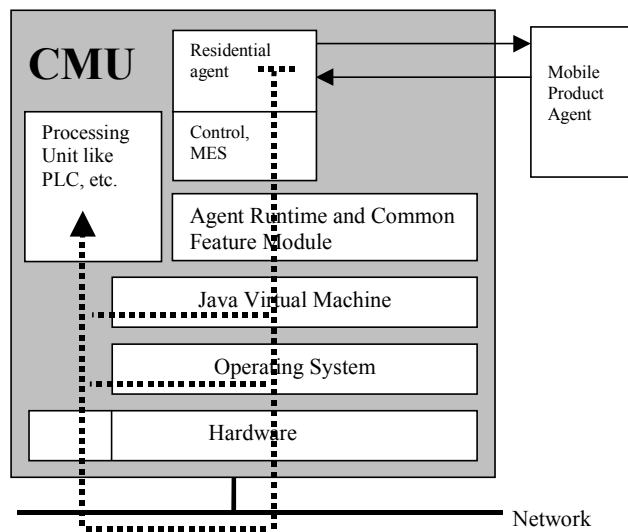 CMU
Residential
agent
Control,
MES
Mobile
Product
Agent
Processing
Unit like
PLC, etc.
Agent Runtime and Common
Feature Module
Java Virtual Machine
Operating System
Hardware
Network